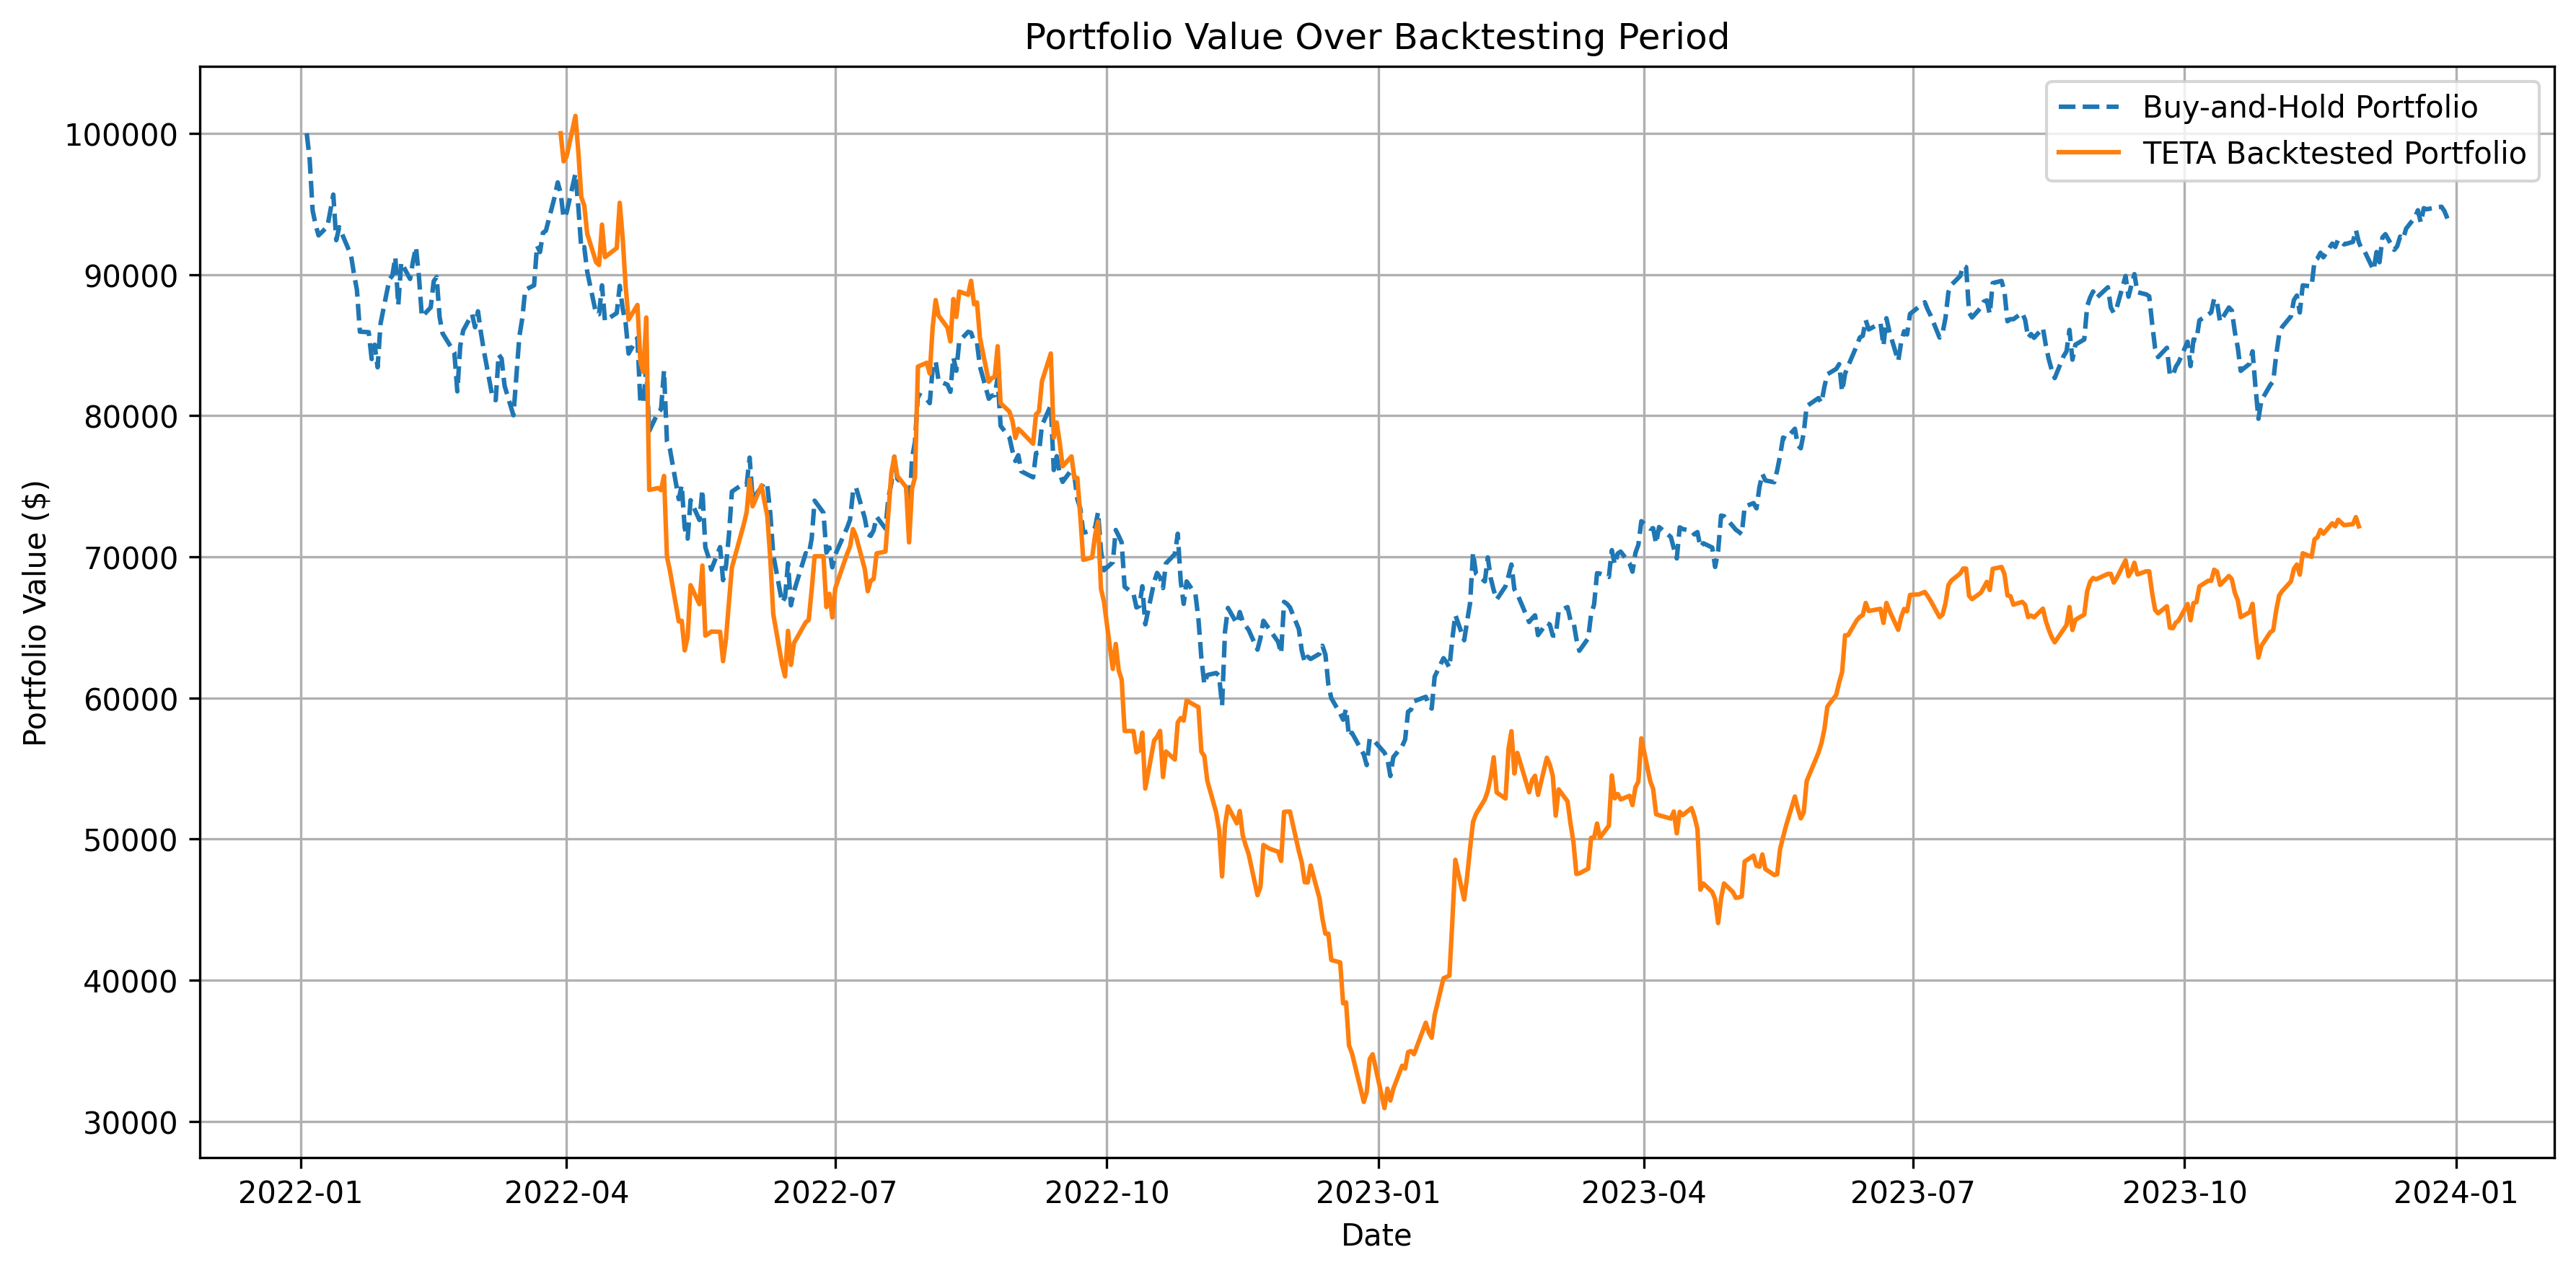 Portfolio Value Over Backtesting Period
Buy-and-Hold Portfolio
TETA Backtested Portfolio
Portfolio Value ($)
100000
90000
80000
70000
60000
50000
40000
30000
2022-01 2022-04 2022-07 2022-10 2023-01 2023-04 2023-07 2023-10 2024-01
Date